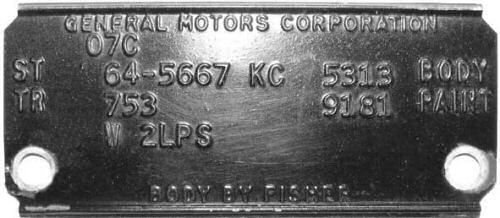 GENERAL MOTORS CORPORATION
07C
ST 64-5667 KC 5313 BODY
TR 753 9181 PAINT
W 2LPS
BODY BY FISHER